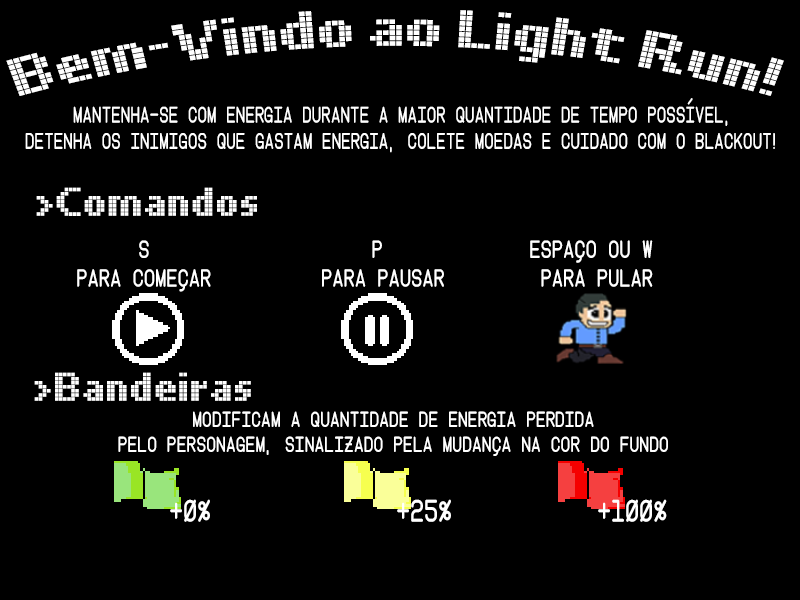 Bem-Vindo ao Light Run!
MANTENHA-SE COM ENERGIA DURANTE A MAIOR QUANTIDADE DE TEMPO POSSÍVEL,
DETENHA OS INIMIGOS QUE GASTAM ENERGIA, COLETE MOEDAS E CUIDADO COM O BLACKOUT!
>Comandos
S
PARA COMEÇAR
P
PARA PAUSAR
ESPAÇO OU W
PARA PULAR
>Bandeiras
MODIFICAM A QUANTIDADE DE ENERGIA PERDIDA
PELO PERSONAGEM, SINALIZADO PELA MUDANÇA NA COR DO FUNDO
+0%
+25%
+100%